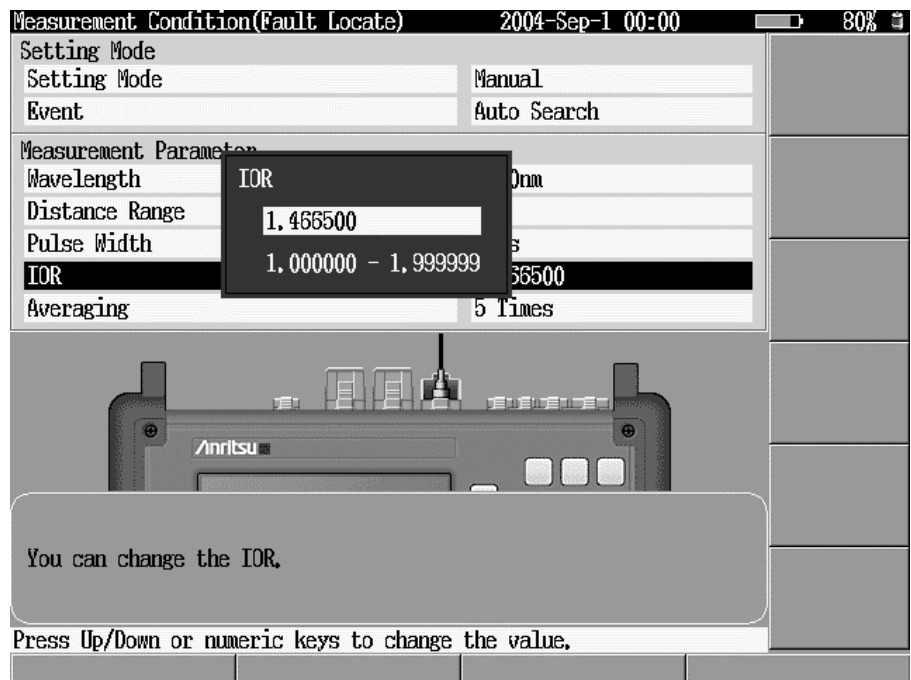 Measurement Condition(Fault Locate) 2004-Sep-1 00:00 80%
Setting Mode
Setting Mode Manual
Event Auto Search
Measurement
Wavelength
Distance Range
Pulse Width
IOR
Averaging 5 Times
IOR
1.466500
1.000000 - 1.999999
Anritsu
You can change the IOR.
Press Up/Down or numeric keys to change the value.